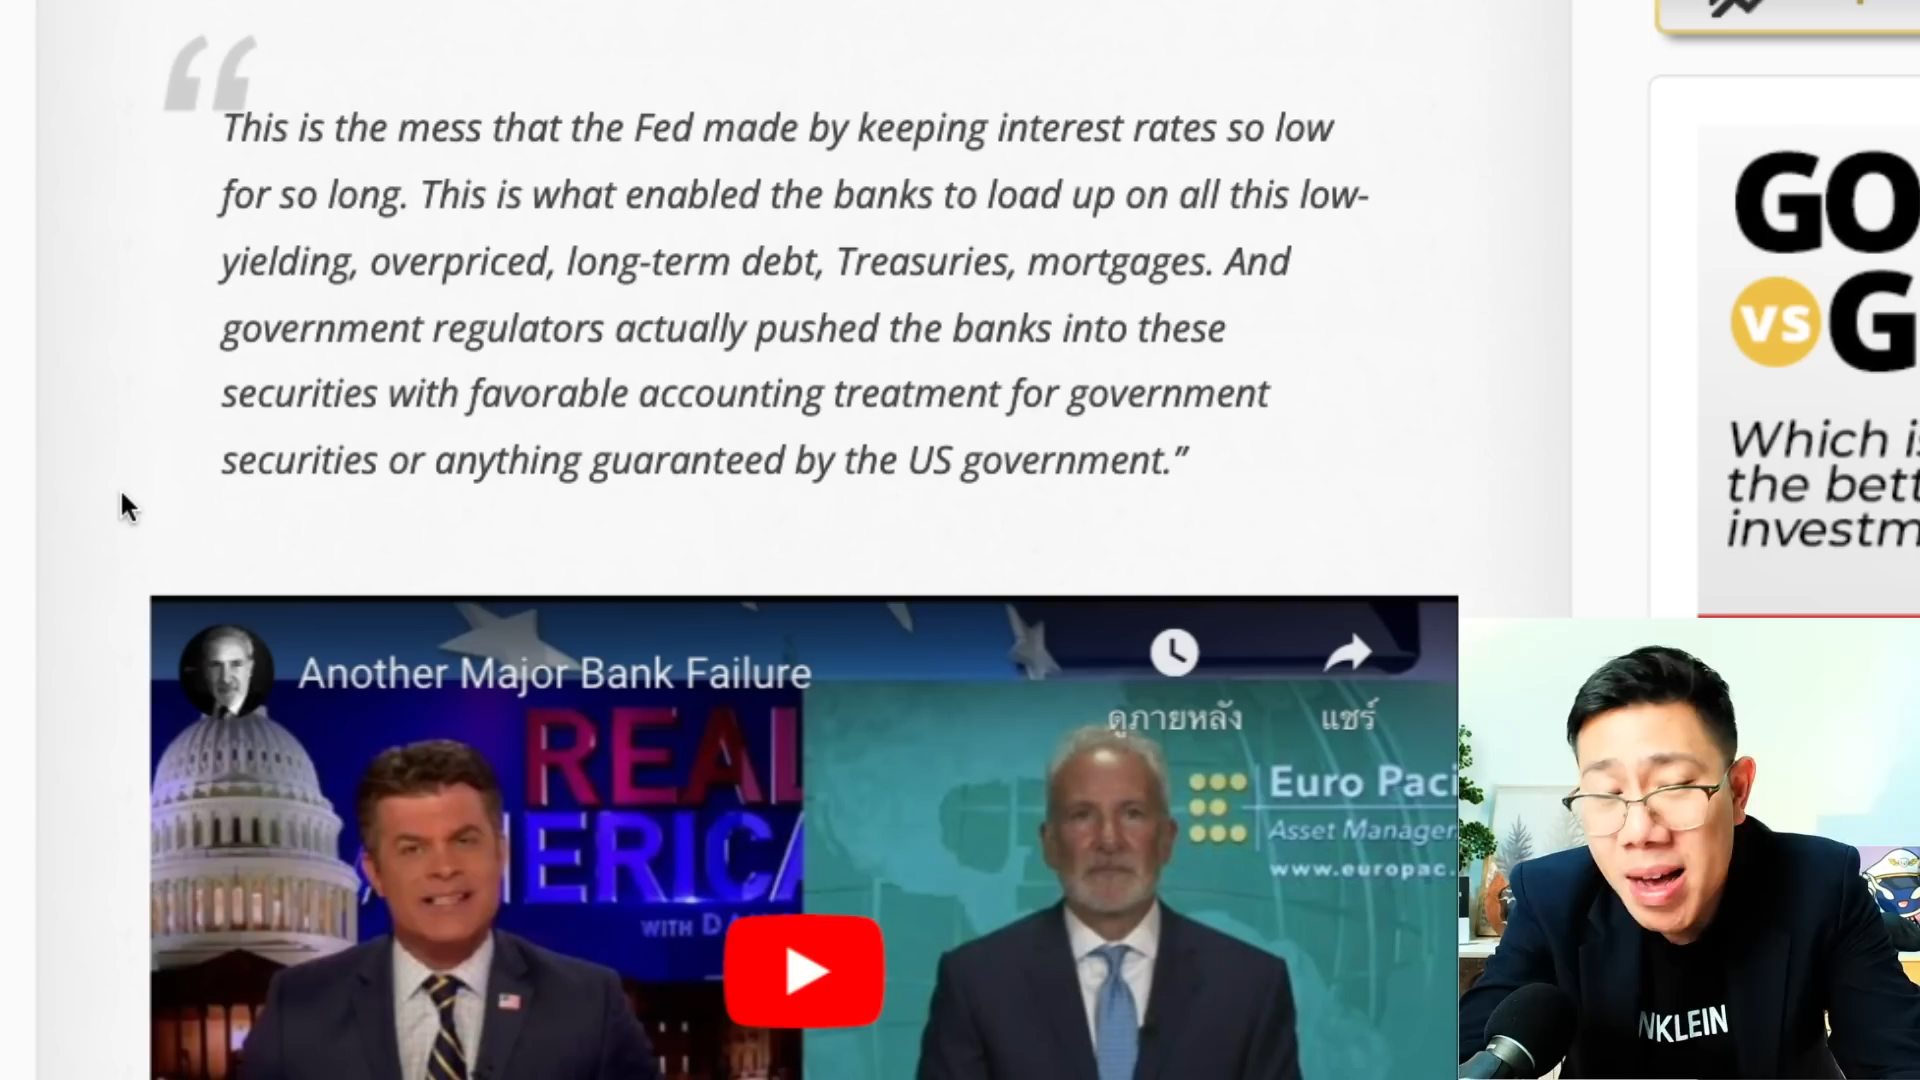 This is the mess that the Fed made by keeping interest rates so low
for so long. This is what enabled the banks to load up on all this low-
yielding, overpriced, long-term debt, Treasuries, mortgages. And
government regulators actually pushed the banks into these
securities with favorable accounting treatment for government
securities or anything guaranteed by the US government.”
GO
VS G
Which is
the bett
investm
Another Major Bank Failure
ดูภายหลัง
แชร์
REAL
AMERICA
WITH DA
Euro Paci
Asset Manager
www.europac.
NKLEIN